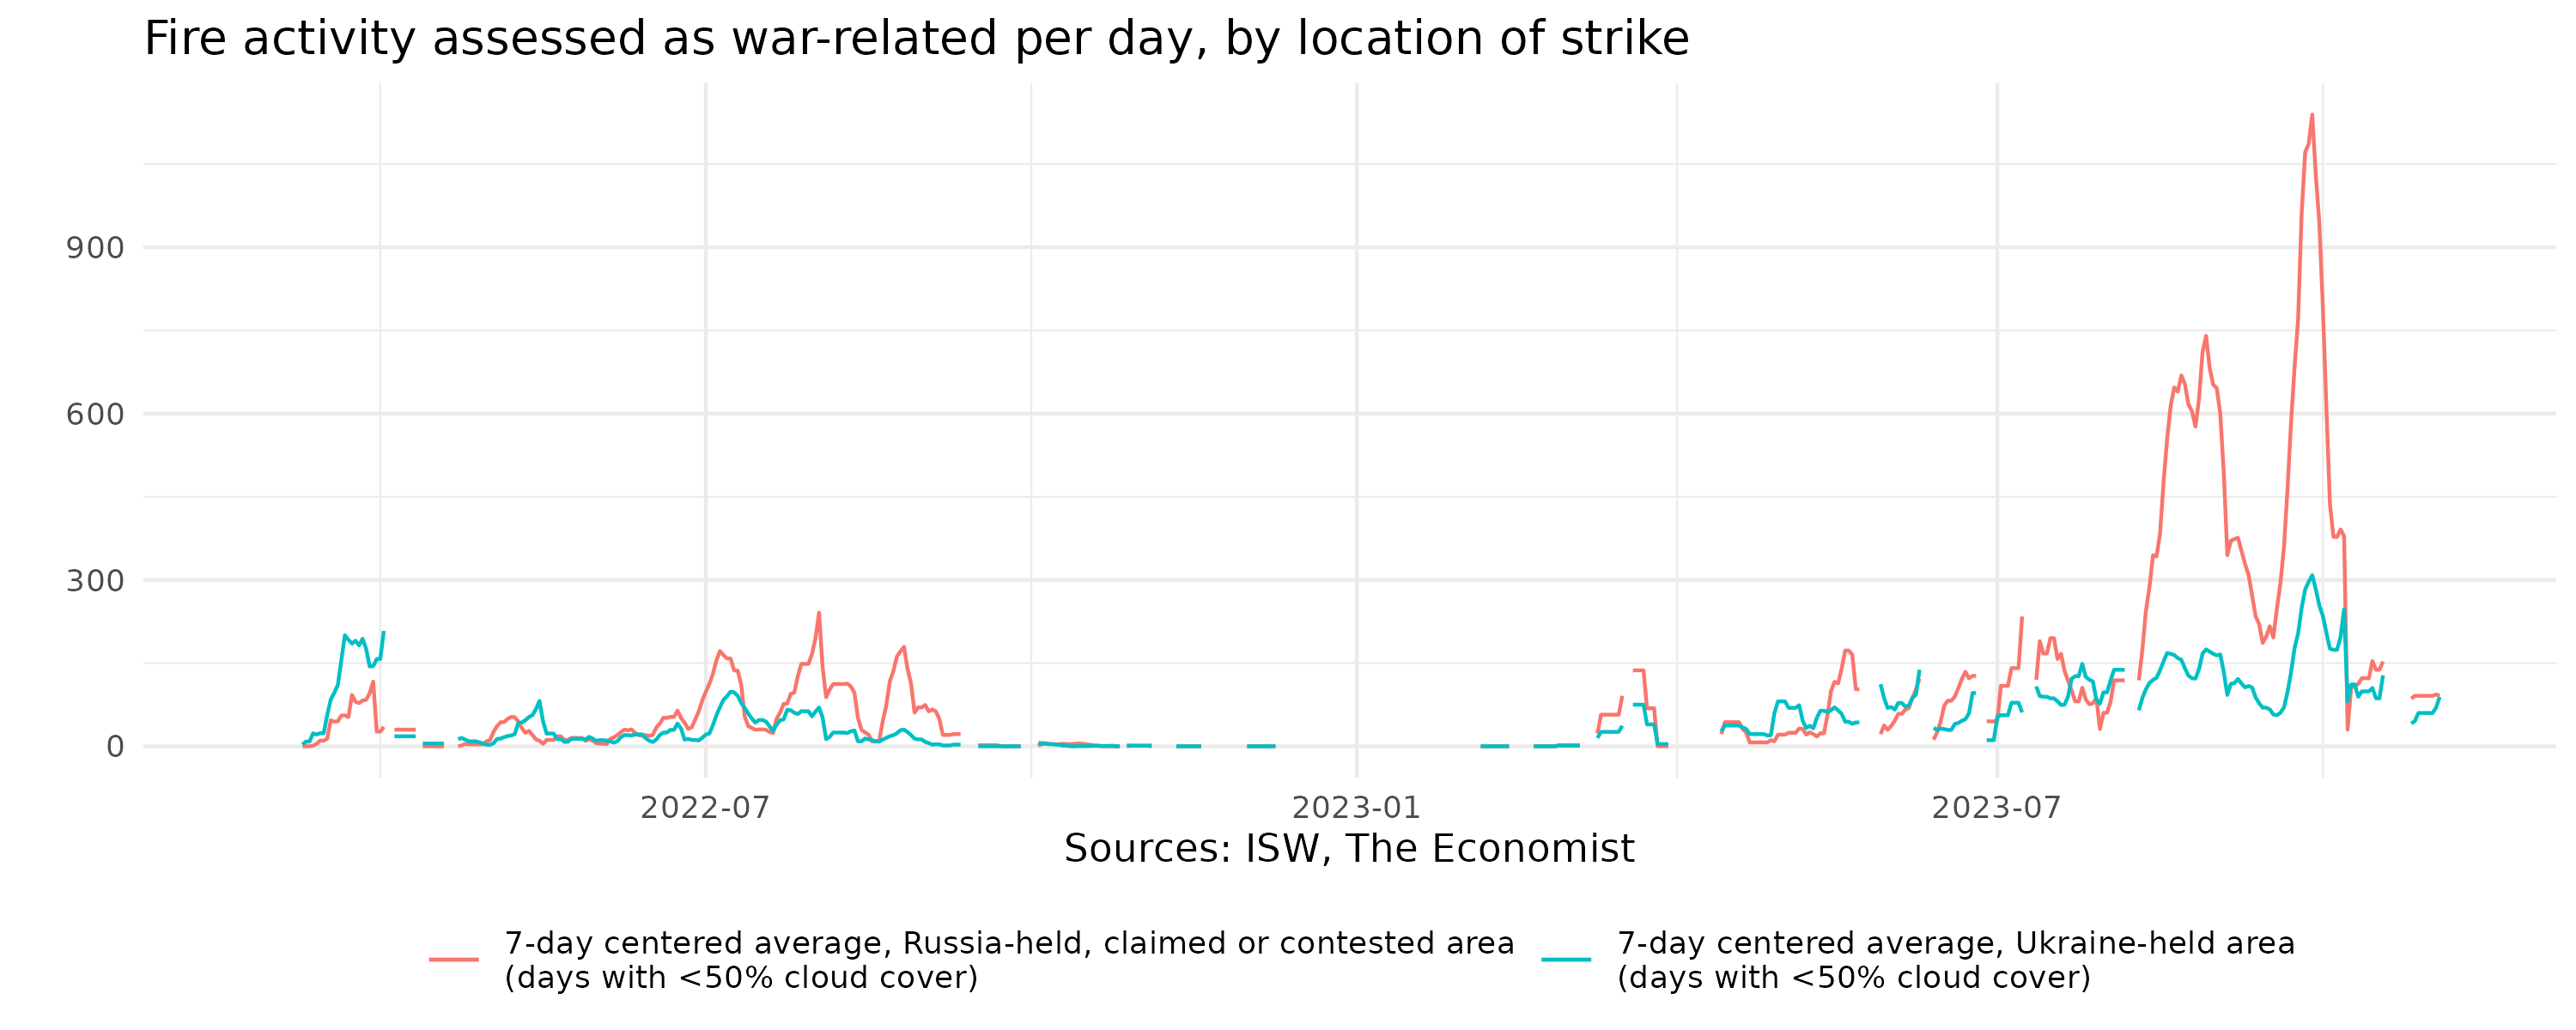 Fire activity assessed as war-related per day, by location of strike
900
600
300
0
2022-07
2023-01
2023-07
Sources: ISW, The Economist
7-day centered average, Russia-held, claimed or contested area
(days with <50% cloud cover)
7-day centered average, Ukraine-held area
(days with <50% cloud cover)